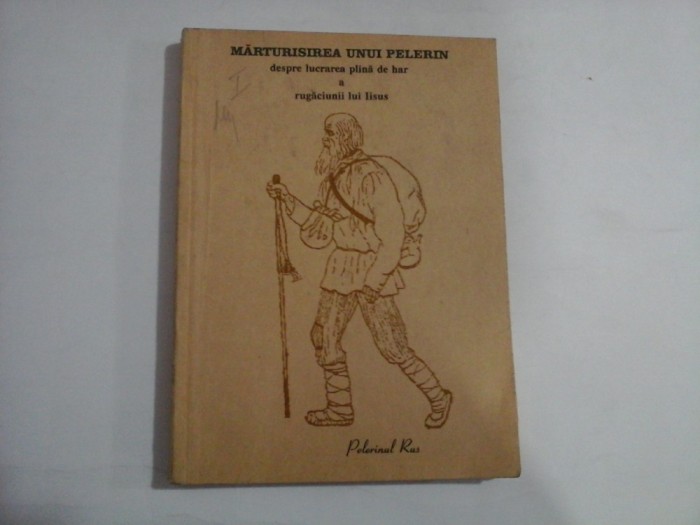 MĂRTURISIREA UNUI PELERIN
despre lucrarea plină de har
a
rugăciunii lui Iisus
I
Pelerinul Rus